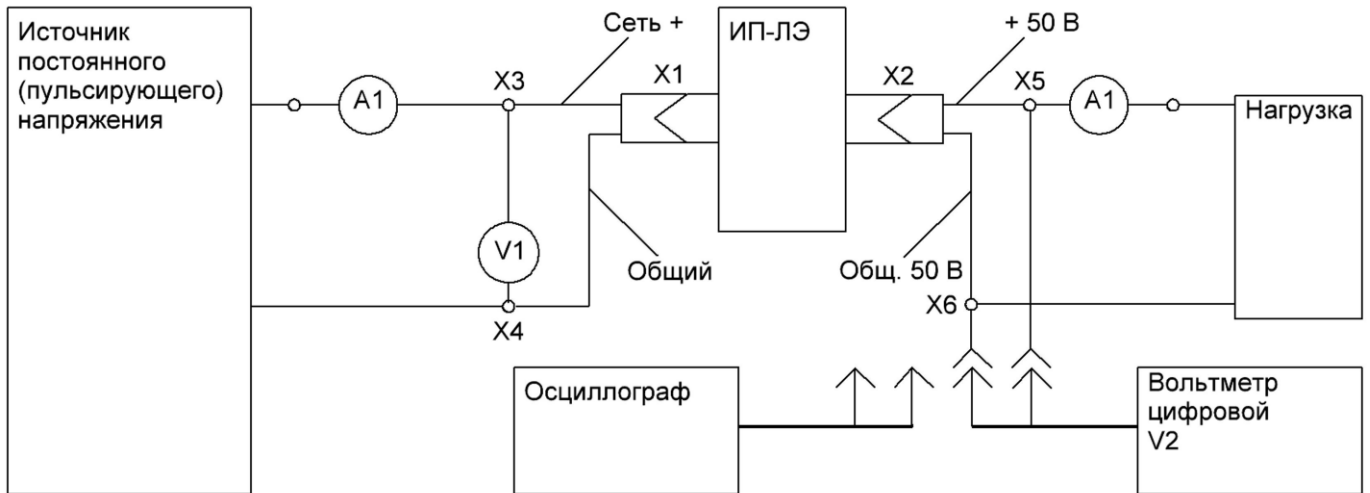 Источник
постоянного
(пульсирующего)
напряжения
A1
X3
Сеть +
X1
ИП-ЛЭ
X2
+ 50 В
X5
A1
Нагрузка
V1
Общий
Общ. 50 В
X4
X6
Осциллограф
Вольтметр
цифровой
V2